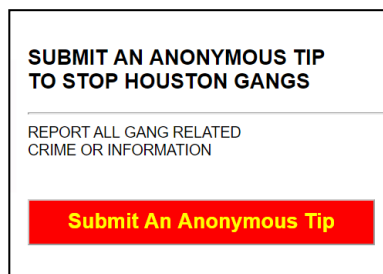 SUBMIT AN ANONYMOUS TIP
TO STOP HOUSTON GANGS
REPORT ALL GANG RELATED
CRIME OR INFORMATION
Submit An Anonymous Tip